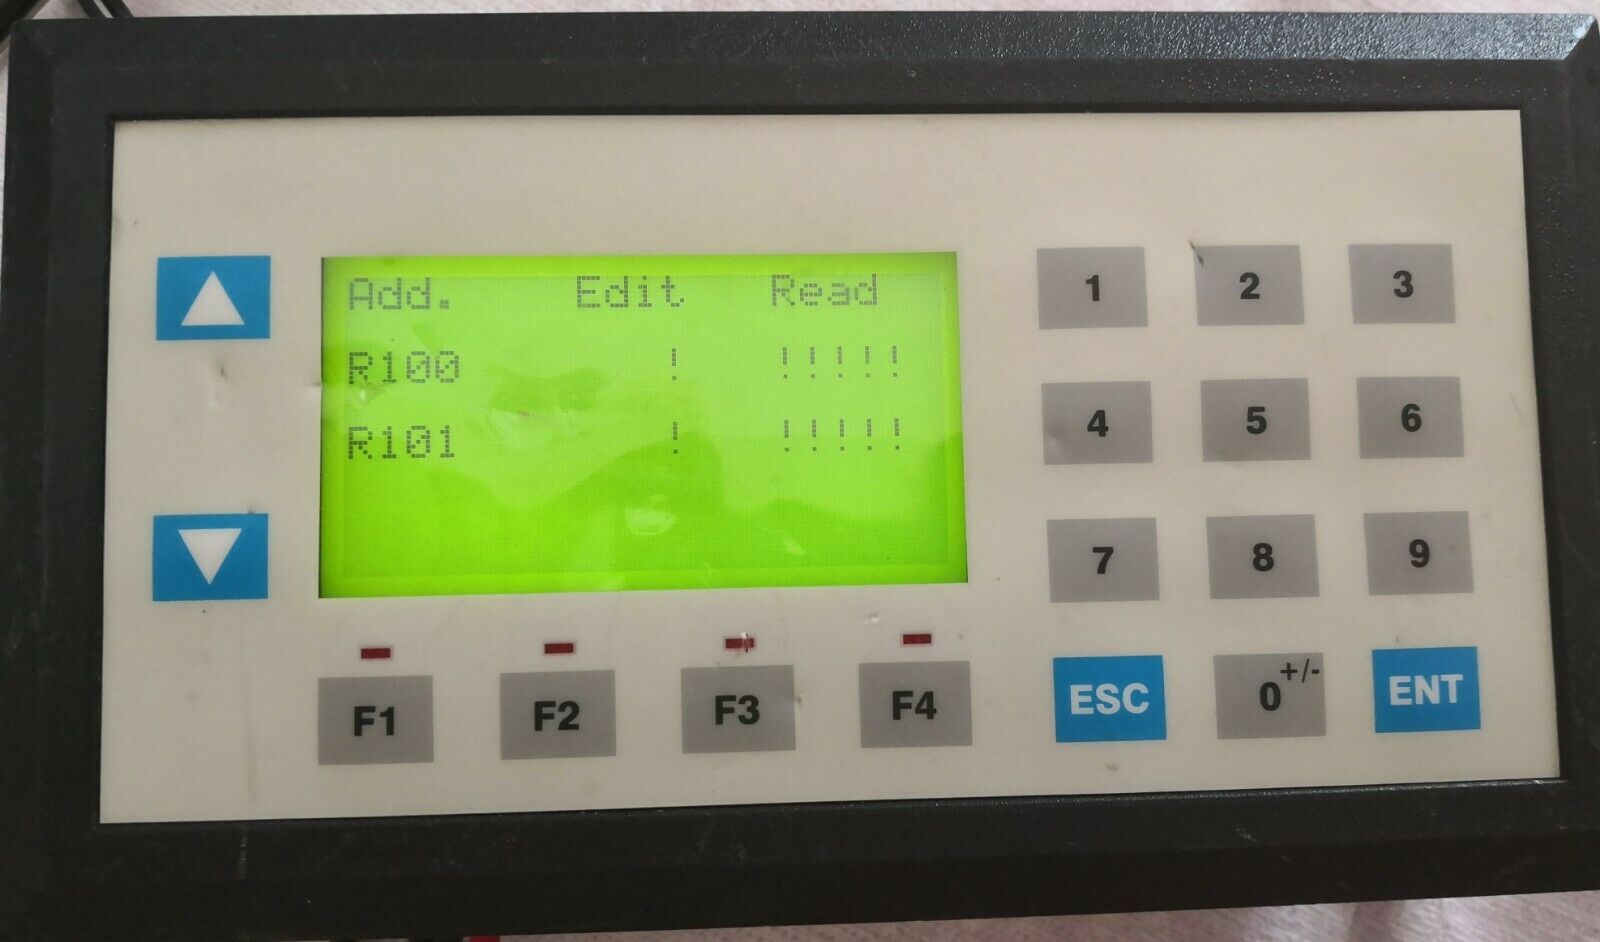 Add. Edit Read
R100 ! !!!!!
R101 ! !!!!!
1 2 3
4 5 6
7 8 9
ESC 0 +/- ENT
F1 F2 F3 F4